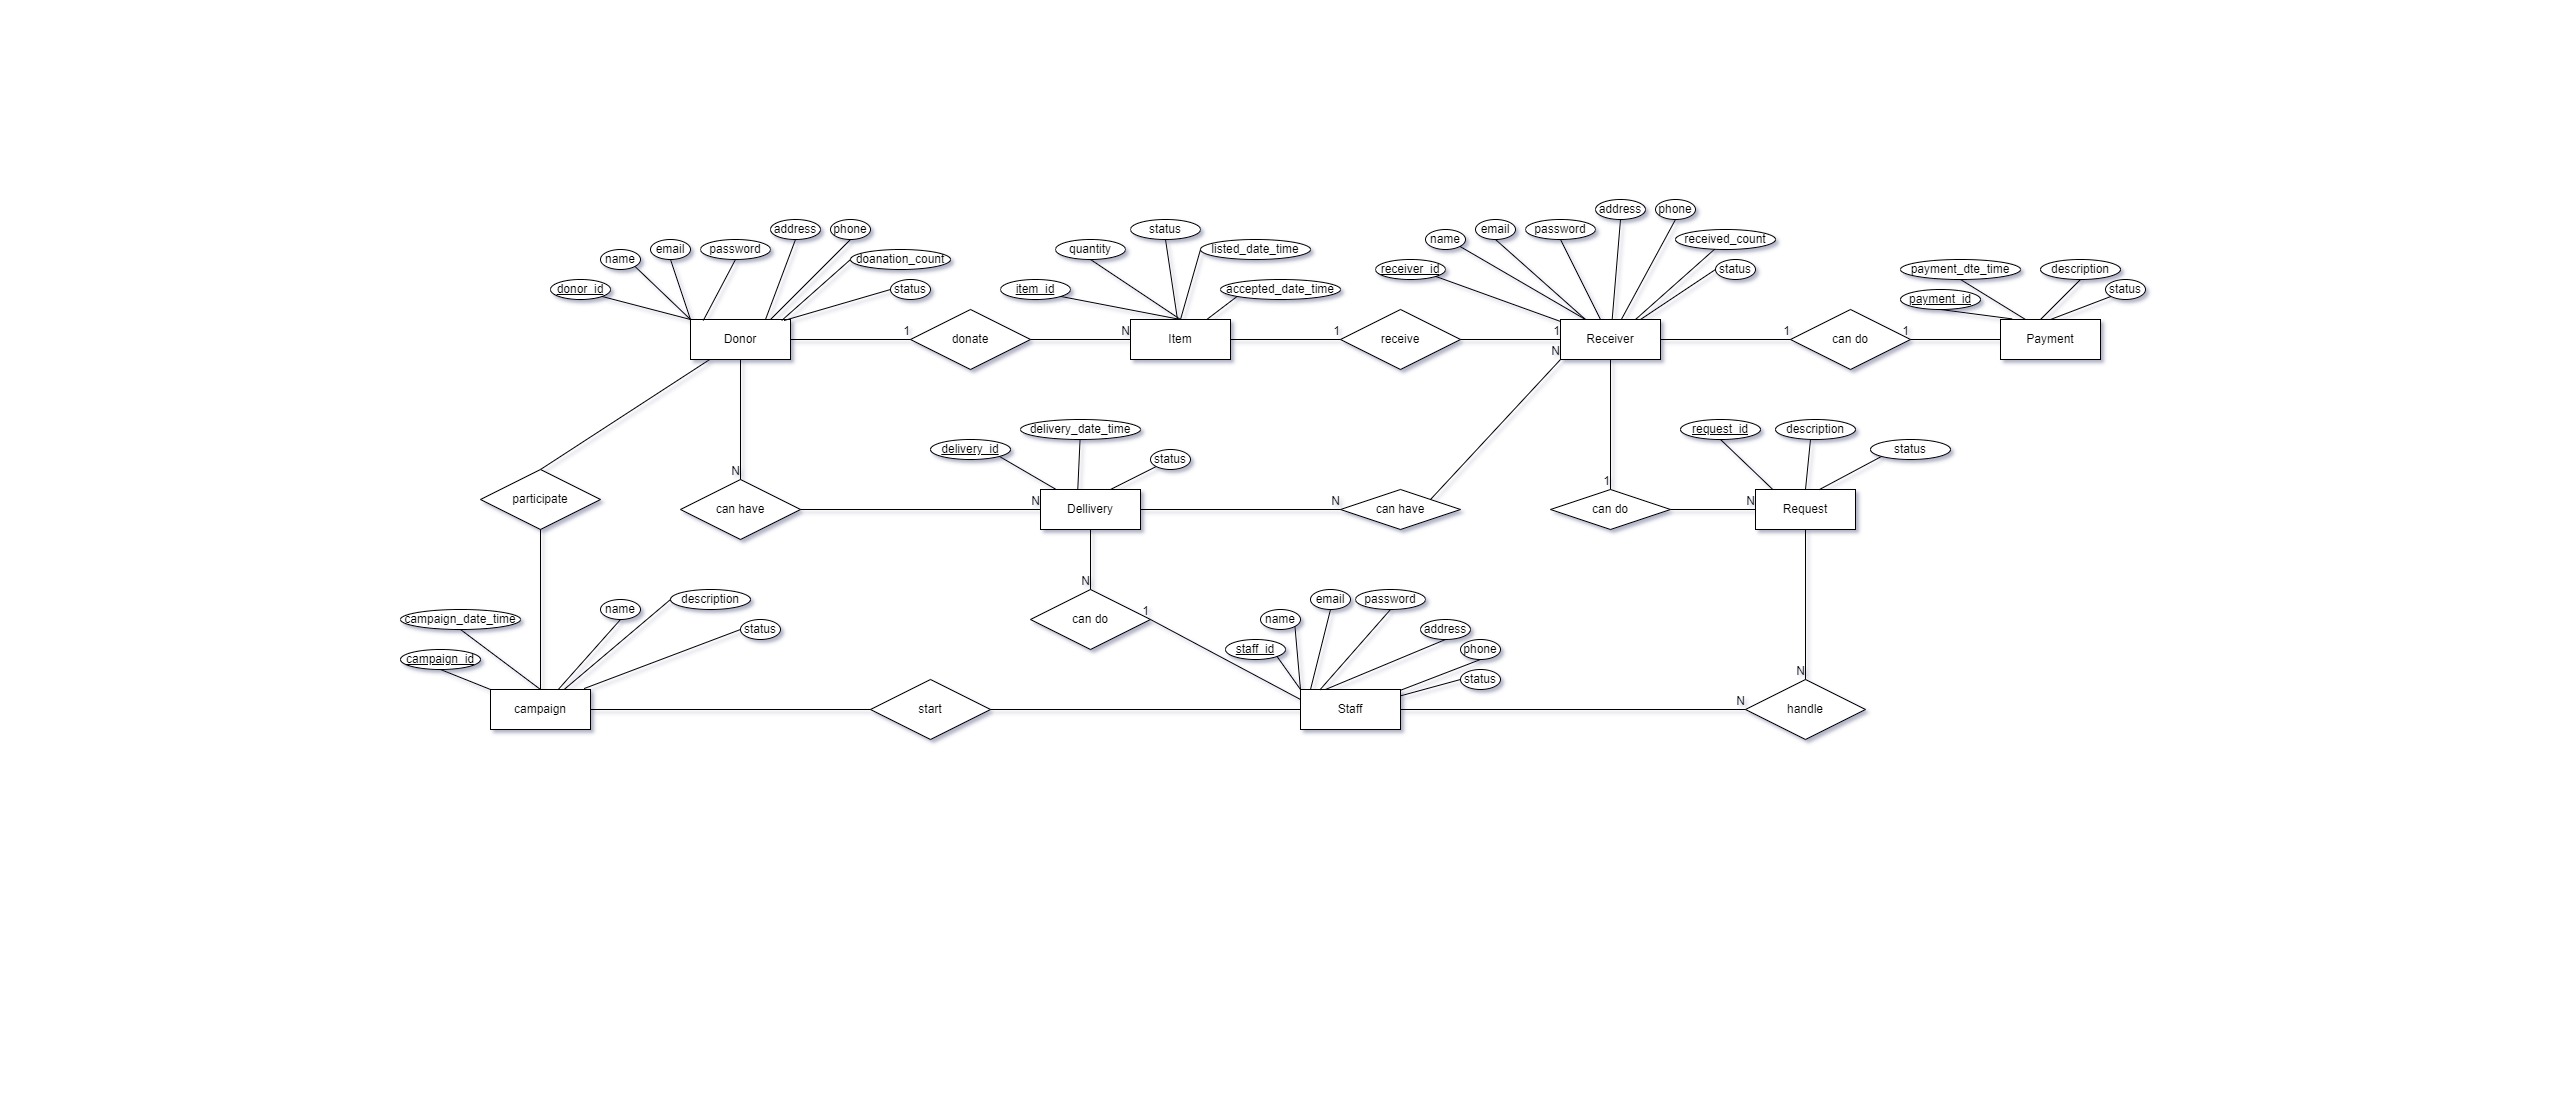 address
phone
address
phone
status
email
password
name
received_count
name
email
password
listed_date_time
quantity
doanation_count
receiver_id
status
payment_dte_time
description
donor_id
status
item_id
accepted_date_time
payment_id
status
1
N
1
1
1
1
Donor
donate
Item
receive
Receiver
can do
Payment
N
delivery_date_time
request_id
description
delivery_id
status
status
N
1
participate
N
N
N
can have
Dellivery
can have
can do
Request
N
name
description
email
password
1
campaign_date_time
can do
name
status
address
campaign_id
staff_id
phone
N
status
N
campaign
start
Staff
handle